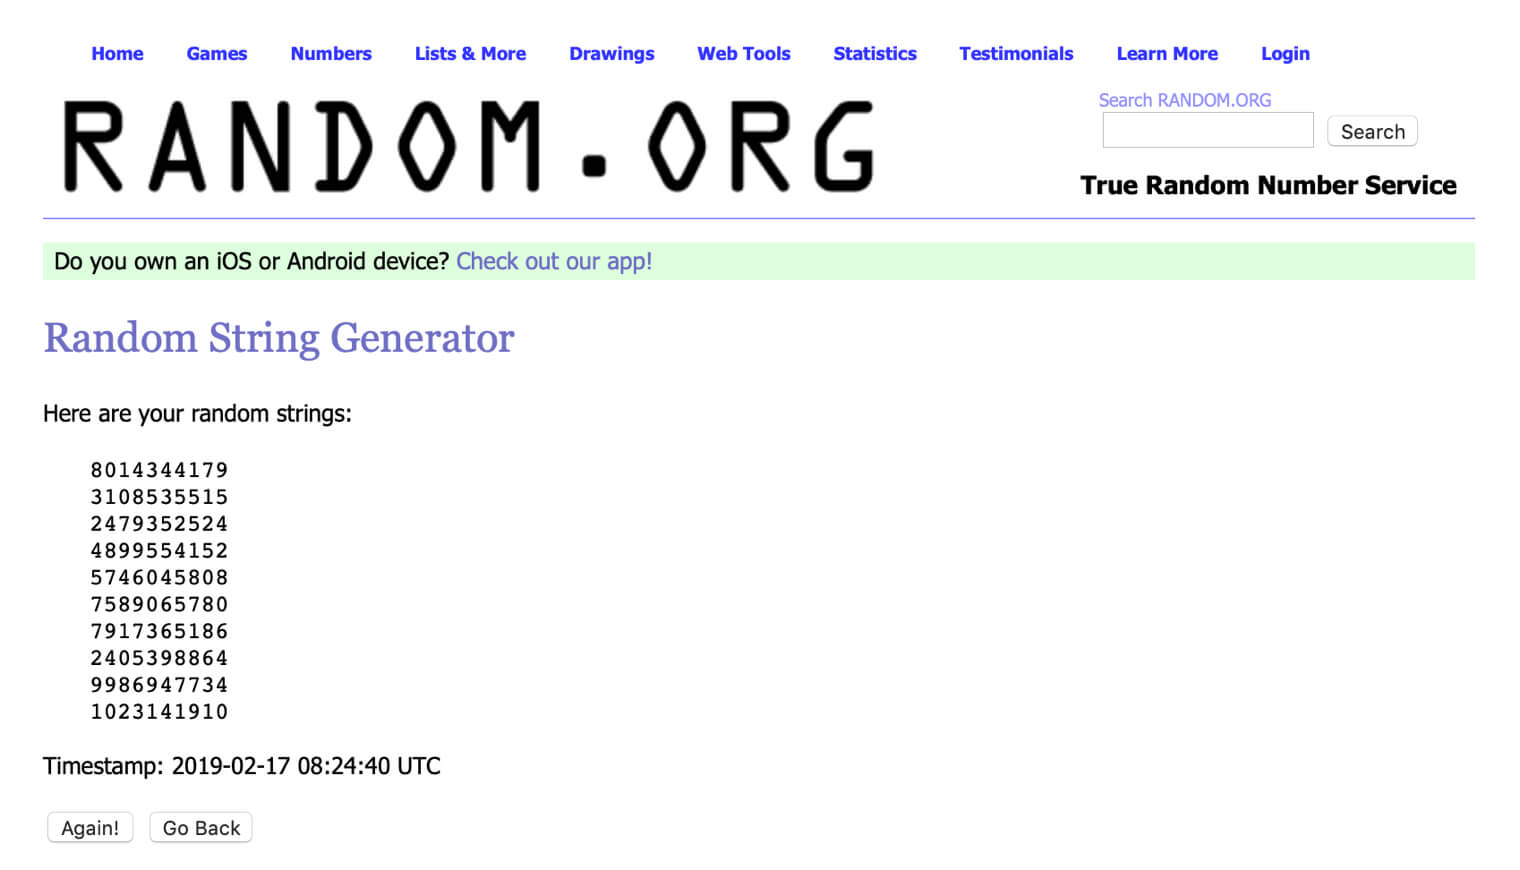 Home Games Numbers Lists & More Drawings Web Tools Statistics Testimonials Learn More Login
RANDOM.ORG
Search RANDOM.ORG
Search
True Random Number Service
Do you own an iOS or Android device? Check out our app!
Random String Generator
Here are your random strings:
8014344179
3108535515
2479352524
4899554152
5746045808
7589065780
7917365186
2405398864
9986947734
1023141910
Timestamp: 2019-02-17 08:24:40 UTC
Again! Go Back